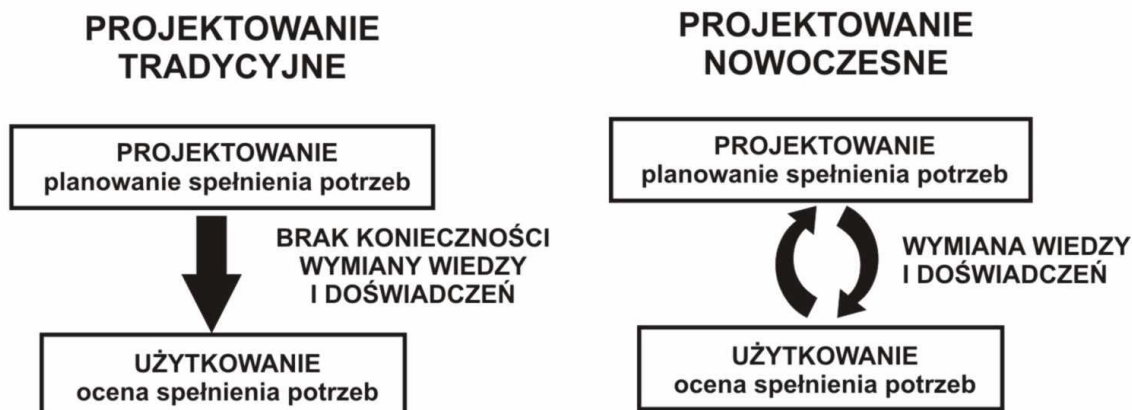 PROJEKTOWANIE
TRADYCYJNE
PROJEKTOWANIE
planowanie spełnienia potrzeb
BRAK KONIECZNOŚCI
WYMIANY WIEDZY
I DOŚWIADCZEŃ
UŻYTKOWANIE
ocena spełnienia potrzeb
PROJEKTOWANIE
NOWOCZESNE
PROJEKTOWANIE
planowanie spełnienia potrzeb
WYMIANA WIEDZY
I DOŚWIADCZEŃ
UŻYTKOWANIE
ocena spełnienia potrzeb